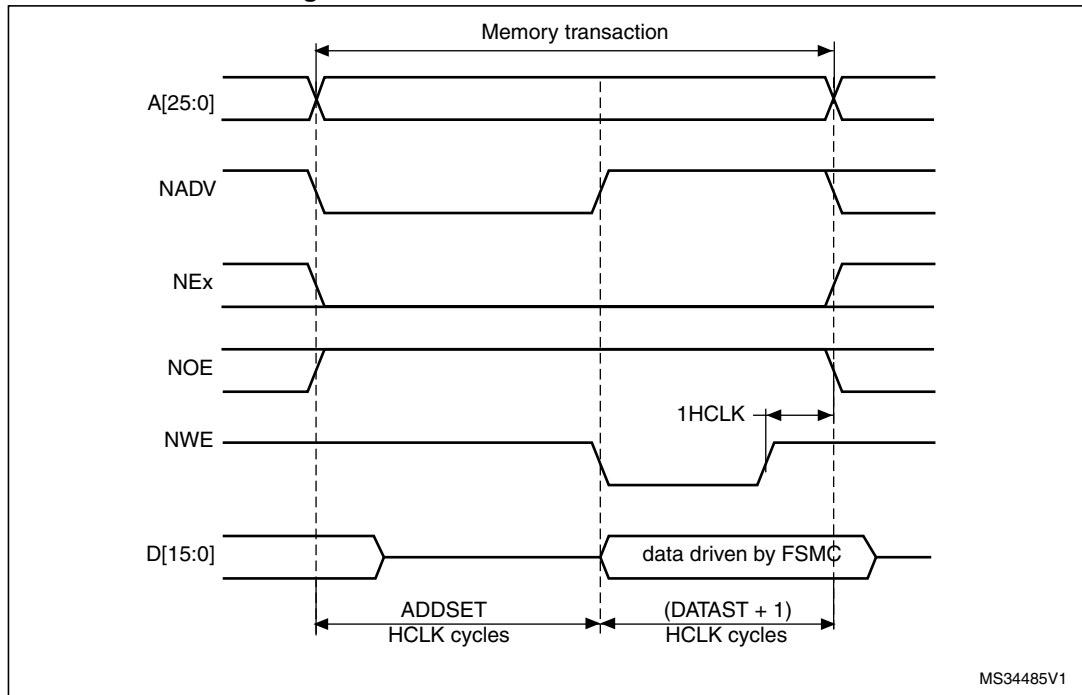 Memory transaction
A[25:0]
NADV
NEx
NOE
1HCLK
NWE
D[15:0]
data driven by FSMC
ADDSET
HCLK cycles
(DATAST + 1)
HCLK cycles
MS34485V1